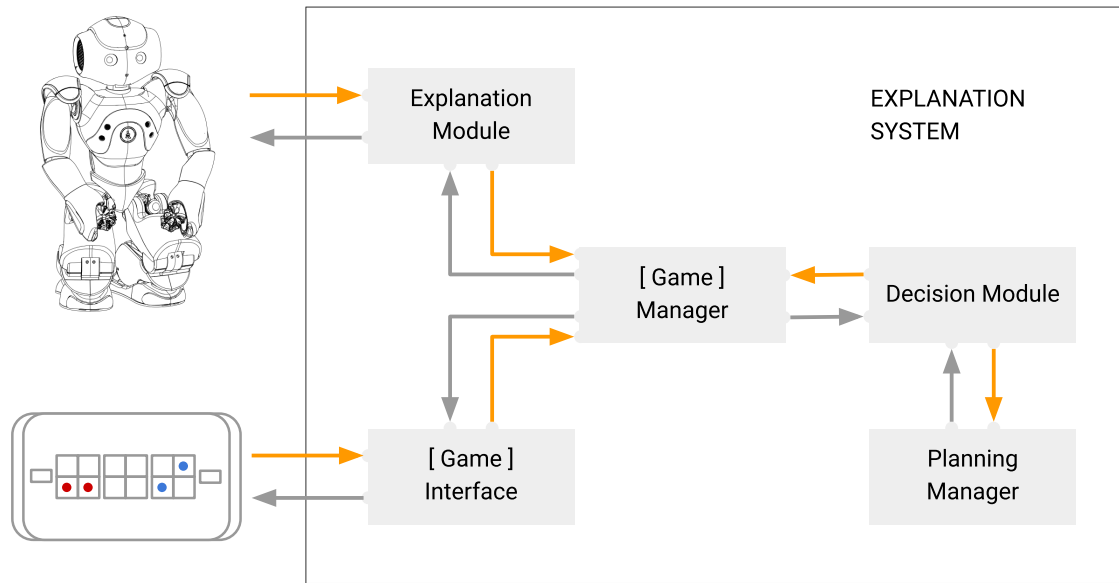 Explanation
Module
EXPLANATION
SYSTEM
[ Game ]
Manager
Decision Module
[ Game ]
Interface
Planning
Manager